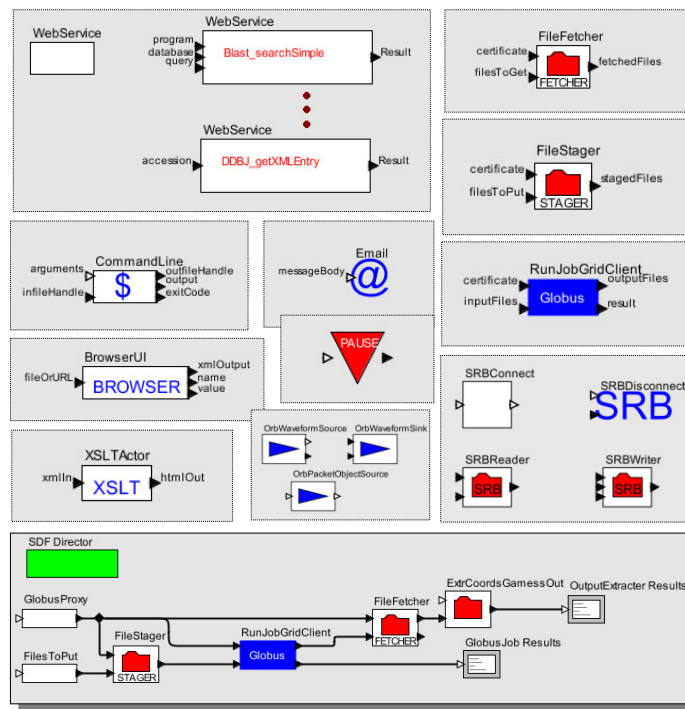 WebService
WebService
program
database
query
Blast_searchSimple
Result
WebService
accession
DDBJ_getXMLEntry
Result
FileFetcher
certificate
filesToGet
FETCHER
fetchedFiles
FileStager
certificate
filesToPut
STAGER
stagedFiles
CommandLine
arguments
infileHandle
$
outfileHandle
output
exitCode
Email
messageBody
@
RunJobGridClient
certificate
inputFiles
Globus
outputFiles
result
PAUSE
BrowserUI
fileOrURL
BROWSER
xmlOutput
name
value
SRBConnect
SRBDisconnect
SRB
SRBReader
SRB
SRBWriter
SRB
XSLTActor
xmlIn
XSLT
htmlOut
OrbWaveformSource
OrbWaveformSink
OrbPacketObjectSource
SDF Director
GlobusProxy
FilesToPut
FileStager
STAGER
RunJobGridClient
Globus
FileFetcher
FETCHER
ExtrCoordsGamessOut
OutputExtracter Results
GlobusJob Results